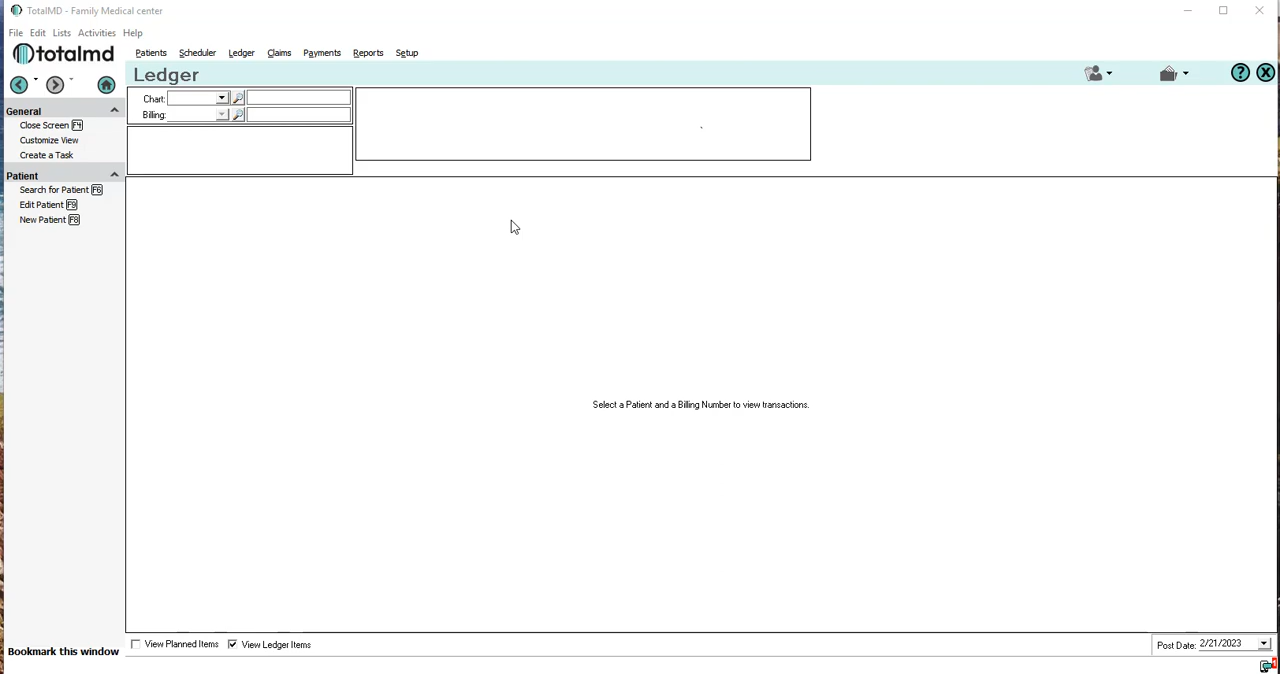 TotalMD - Family Medical center
File Edit Lists Activities Help
totalmd
Patients Scheduler Ledger Claims Payments Reports Setup
Ledger
?
X
General
Close Screen F4
Customize View
Create a Task
Patient
Search for Patient F6
Edit Patient F9
New Patient F8
Chart:
Billing:
Select a Patient and a Billing Number to view transactions.
View Planned Items View Ledger Items
Post Date: 2/21/2023
Bookmark this window